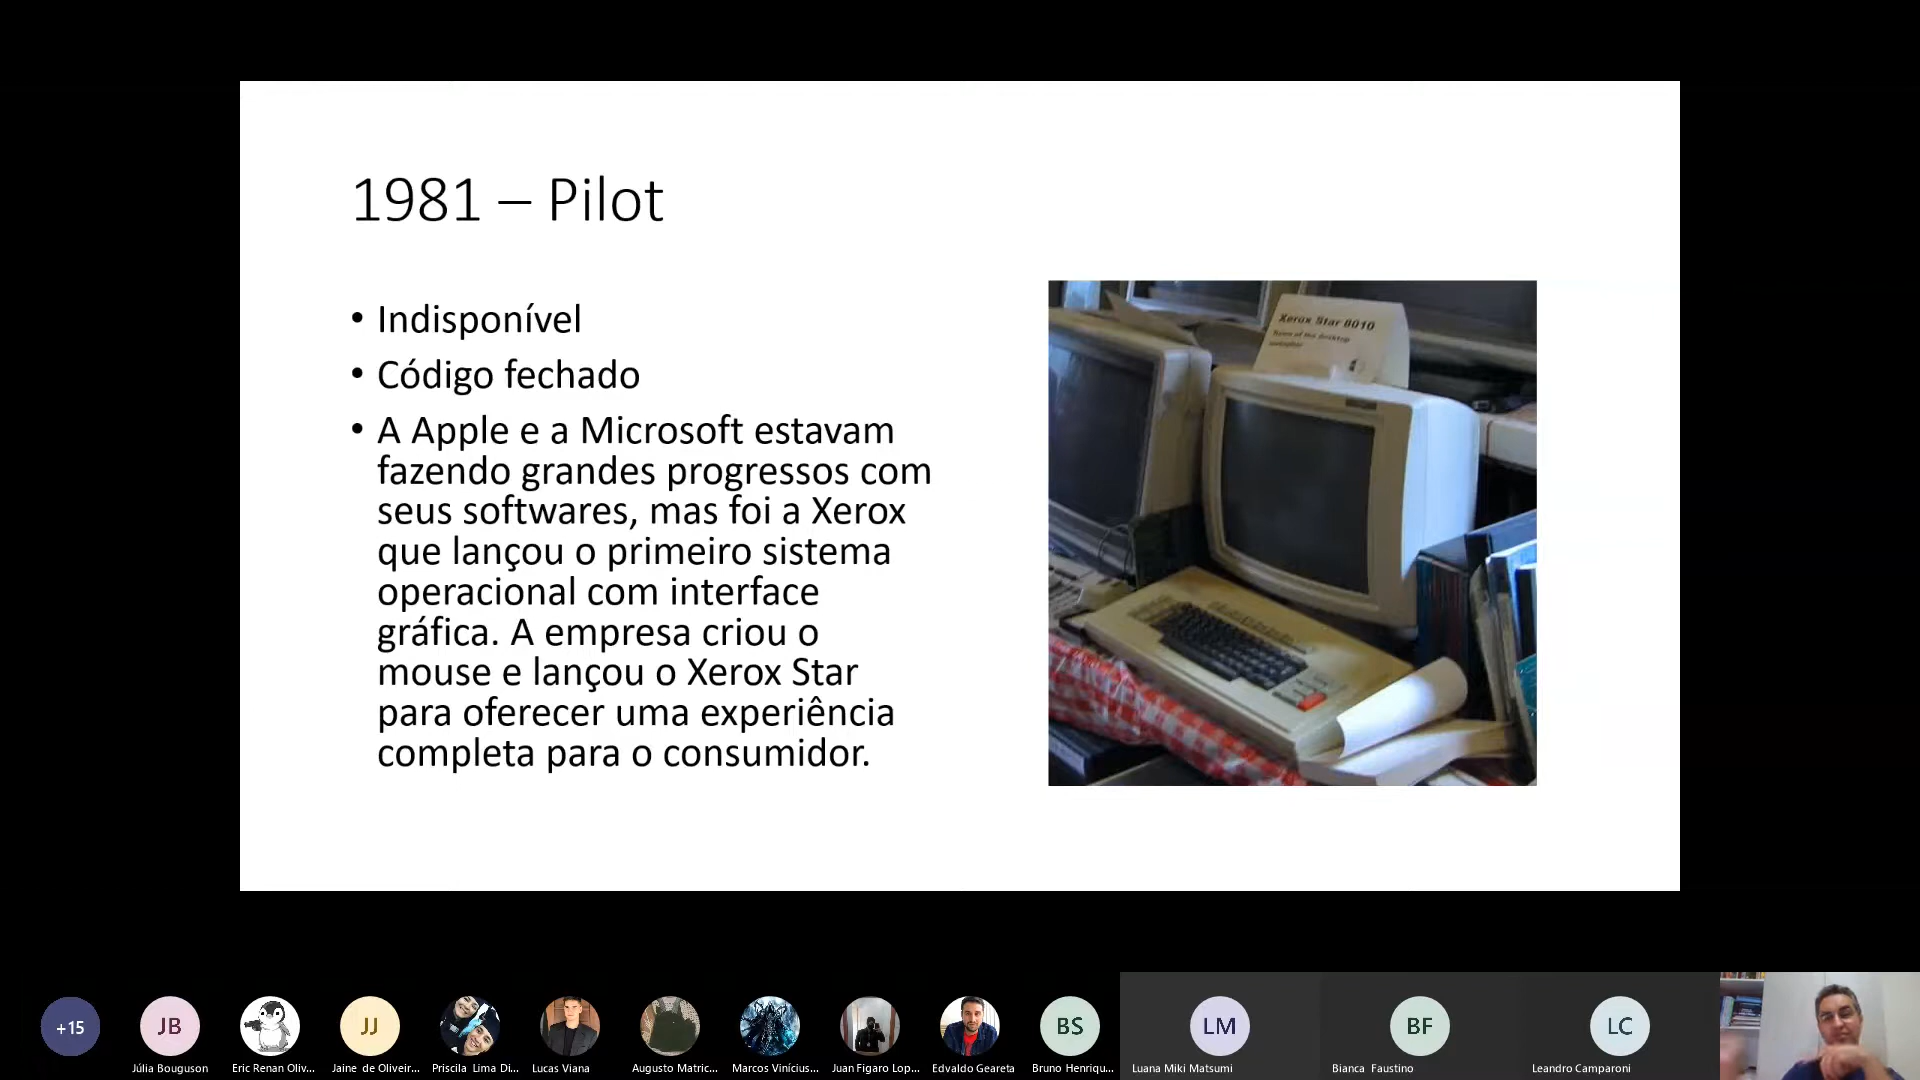 1981 – Pilot
• Indisponível
• Código fechado
• A Apple e a Microsoft estavam
fazendo grandes progressos com
seus softwares, mas foi a Xerox
que lançou o primeiro sistema
operacional com interface
gráfica. A empresa criou o
mouse e lançou o Xerox Star
para oferecer uma experiência
completa para o consumidor.
Xerox Star 8010
+15
JB
JJ
BS
LM
BF
LC
Júlia Bouguson
Eric Renan Oliv...
Jaine de Oliveir...
Priscila Lima Di...
Lucas Viana
Augusto Matric...
Marcos Vinícius...
Juan Figaro Lop...
Edvaldo Geareta
Bruno Henriqu...
Luana Miki Matsumi
Bianca Faustino
Leandro Camparoni